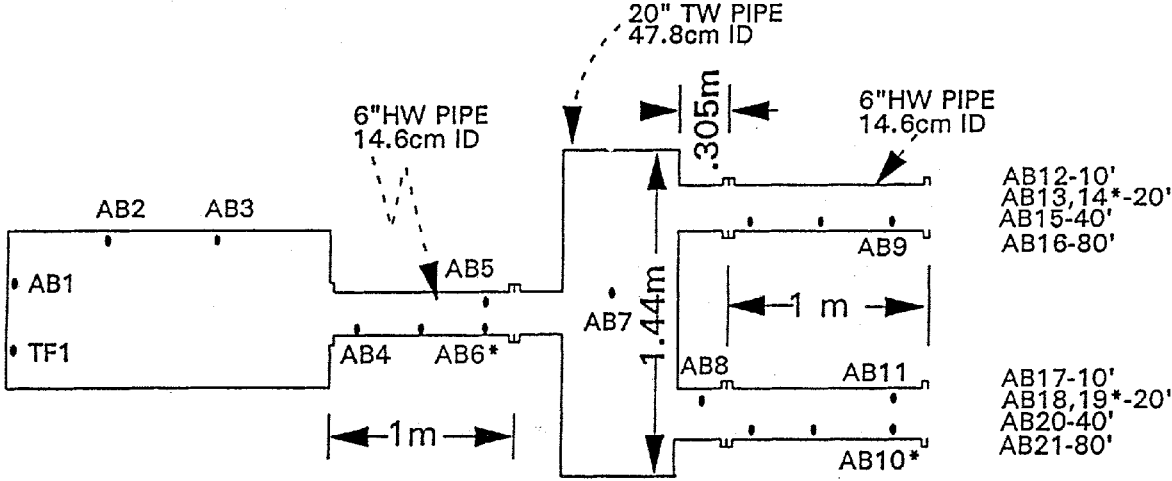 20" TW PIPE
47.8cm ID
6"HW PIPE
14.6cm ID
.305m
6"HW PIPE
14.6cm ID
AB2
AB3
AB1
TF1
AB5
AB4
AB6*
1m
AB7
1.44m
AB9
1 m
AB8
AB11
AB10*
AB12-10'
AB13,14*-20'
AB15-40'
AB16-80'
AB17-10'
AB18,19*-20'
AB20-40'
AB21-80'